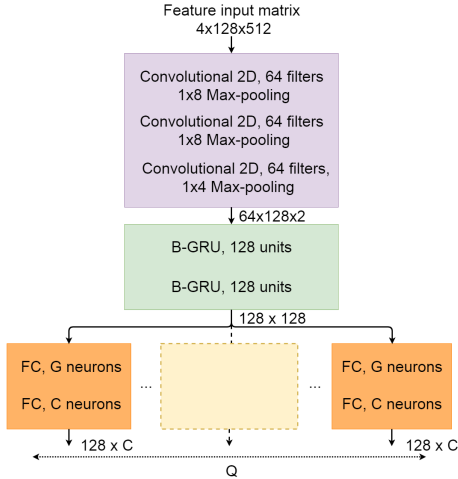 Feature input matrix
4x128x512
Convolutional 2D, 64 filters
1x8 Max-pooling
Convolutional 2D, 64 filters
1x8 Max-pooling
Convolutional 2D, 64 filters,
1x4 Max-pooling
64x128x2
B-GRU, 128 units
B-GRU, 128 units
128 x 128
FC, G neurons
FC, C neurons
...
...
FC, G neurons
FC, C neurons
128 x C
128 x C
Q